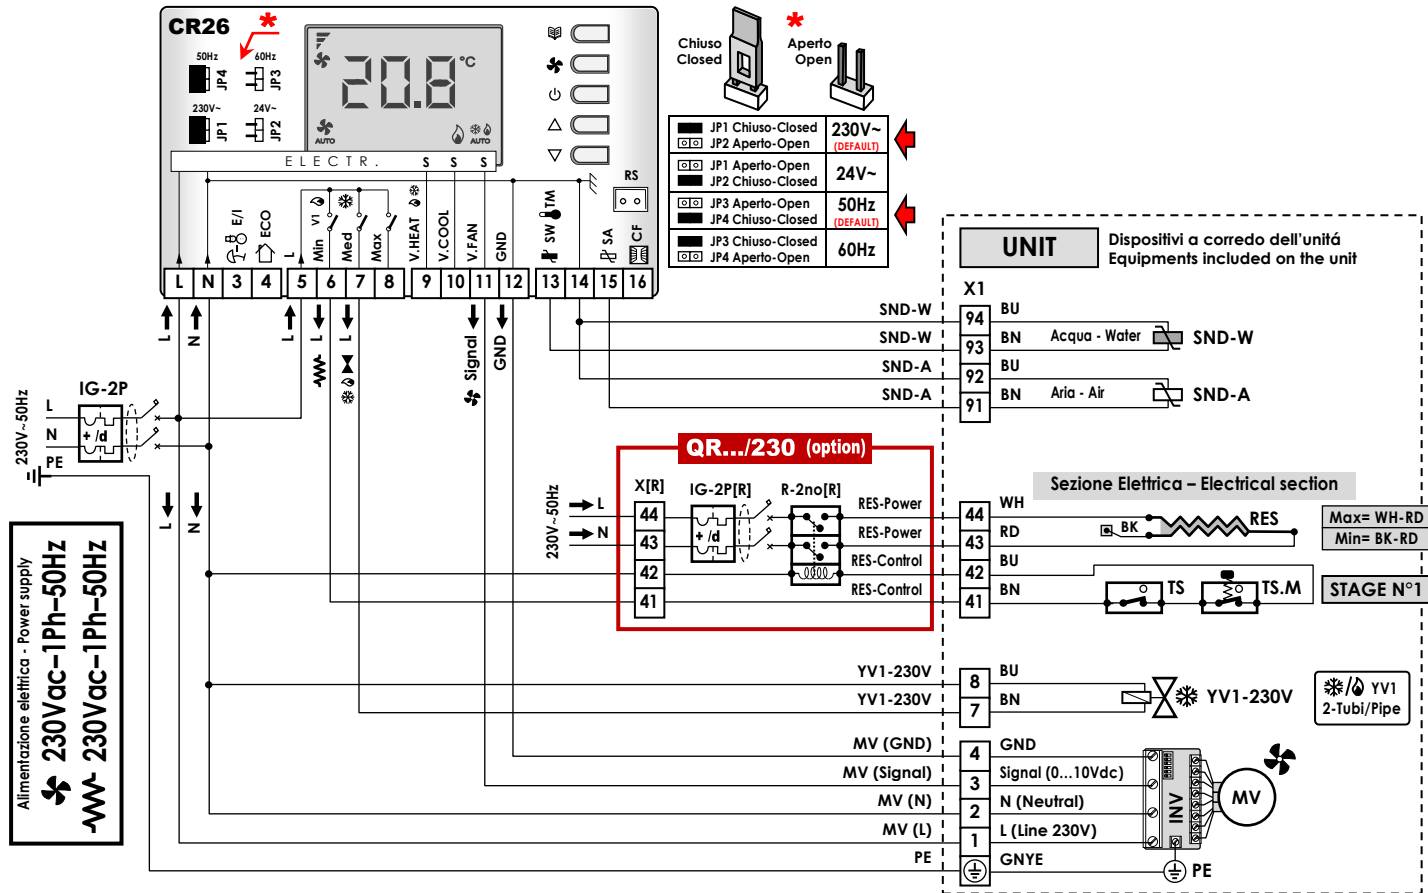 CR26
*
50Hz
JP4
60Hz
JP3
230V~
JP1
24V~
JP2
20.8 °C
AUTO
AUTO
ELECTR.
S S S
RS
*
Chiuso
Closed
Aperto
Open
JP1 Chiuso-Closed
JP2 Aperto-Open
230V~
(DEFAULT)
JP1 Aperto-Open
JP2 Chiuso-Closed
24V~
JP3 Aperto-Open
JP4 Chiuso-Closed
50Hz
(DEFAULT)
JP3 Chiuso-Closed
JP4 Aperto-Open
60Hz
E/I
ECO
L
Min V1
Med
Max
V.HEAT
V.COOL
V.FAN
GND
SW TM
SA
CF
L N 3 4 5 6 7 8 9 10 11 12 13 14 15 16
L
N
L
L
L
Signal
GND
UNIT
Dispositivi a corredo dell'unitá
Equipments included on the unit
X1
SND-W 94 BU
SND-W 93 BN Acqua - Water SND-W
SND-A 92 BU
SND-A 91 BN Aria - Air SND-A
IG-2P
230V~50Hz
L
N
PE
+ /d
L
N
QR.../230 (option)
X[R] IG-2P[R] R-2no[R]
230V~50Hz
L
N
44
43
42
41
+ /d
RES-Power
RES-Power
RES-Control
RES-Control
Sezione Elettrica – Electrical section
44 WH
43 RD
42 BU
41 BN
BK
RES
Max= WH-RD
Min= BK-RD
TS
TS.M
STAGE N°1
Alimentazione elettrica - Power supply
230Vac–1Ph–50Hz
230Vac–1Ph–50Hz
YV1-230V 8 BU
YV1-230V 7 BN
YV1-230V
/ YV1
2-Tubi/Pipe
MV (GND) 4 GND
MV (Signal) 3 Signal (0...10Vdc)
MV (N) 2 N (Neutral)
MV (L) 1 L (Line 230V)
PE GNYE
INV
MV
PE